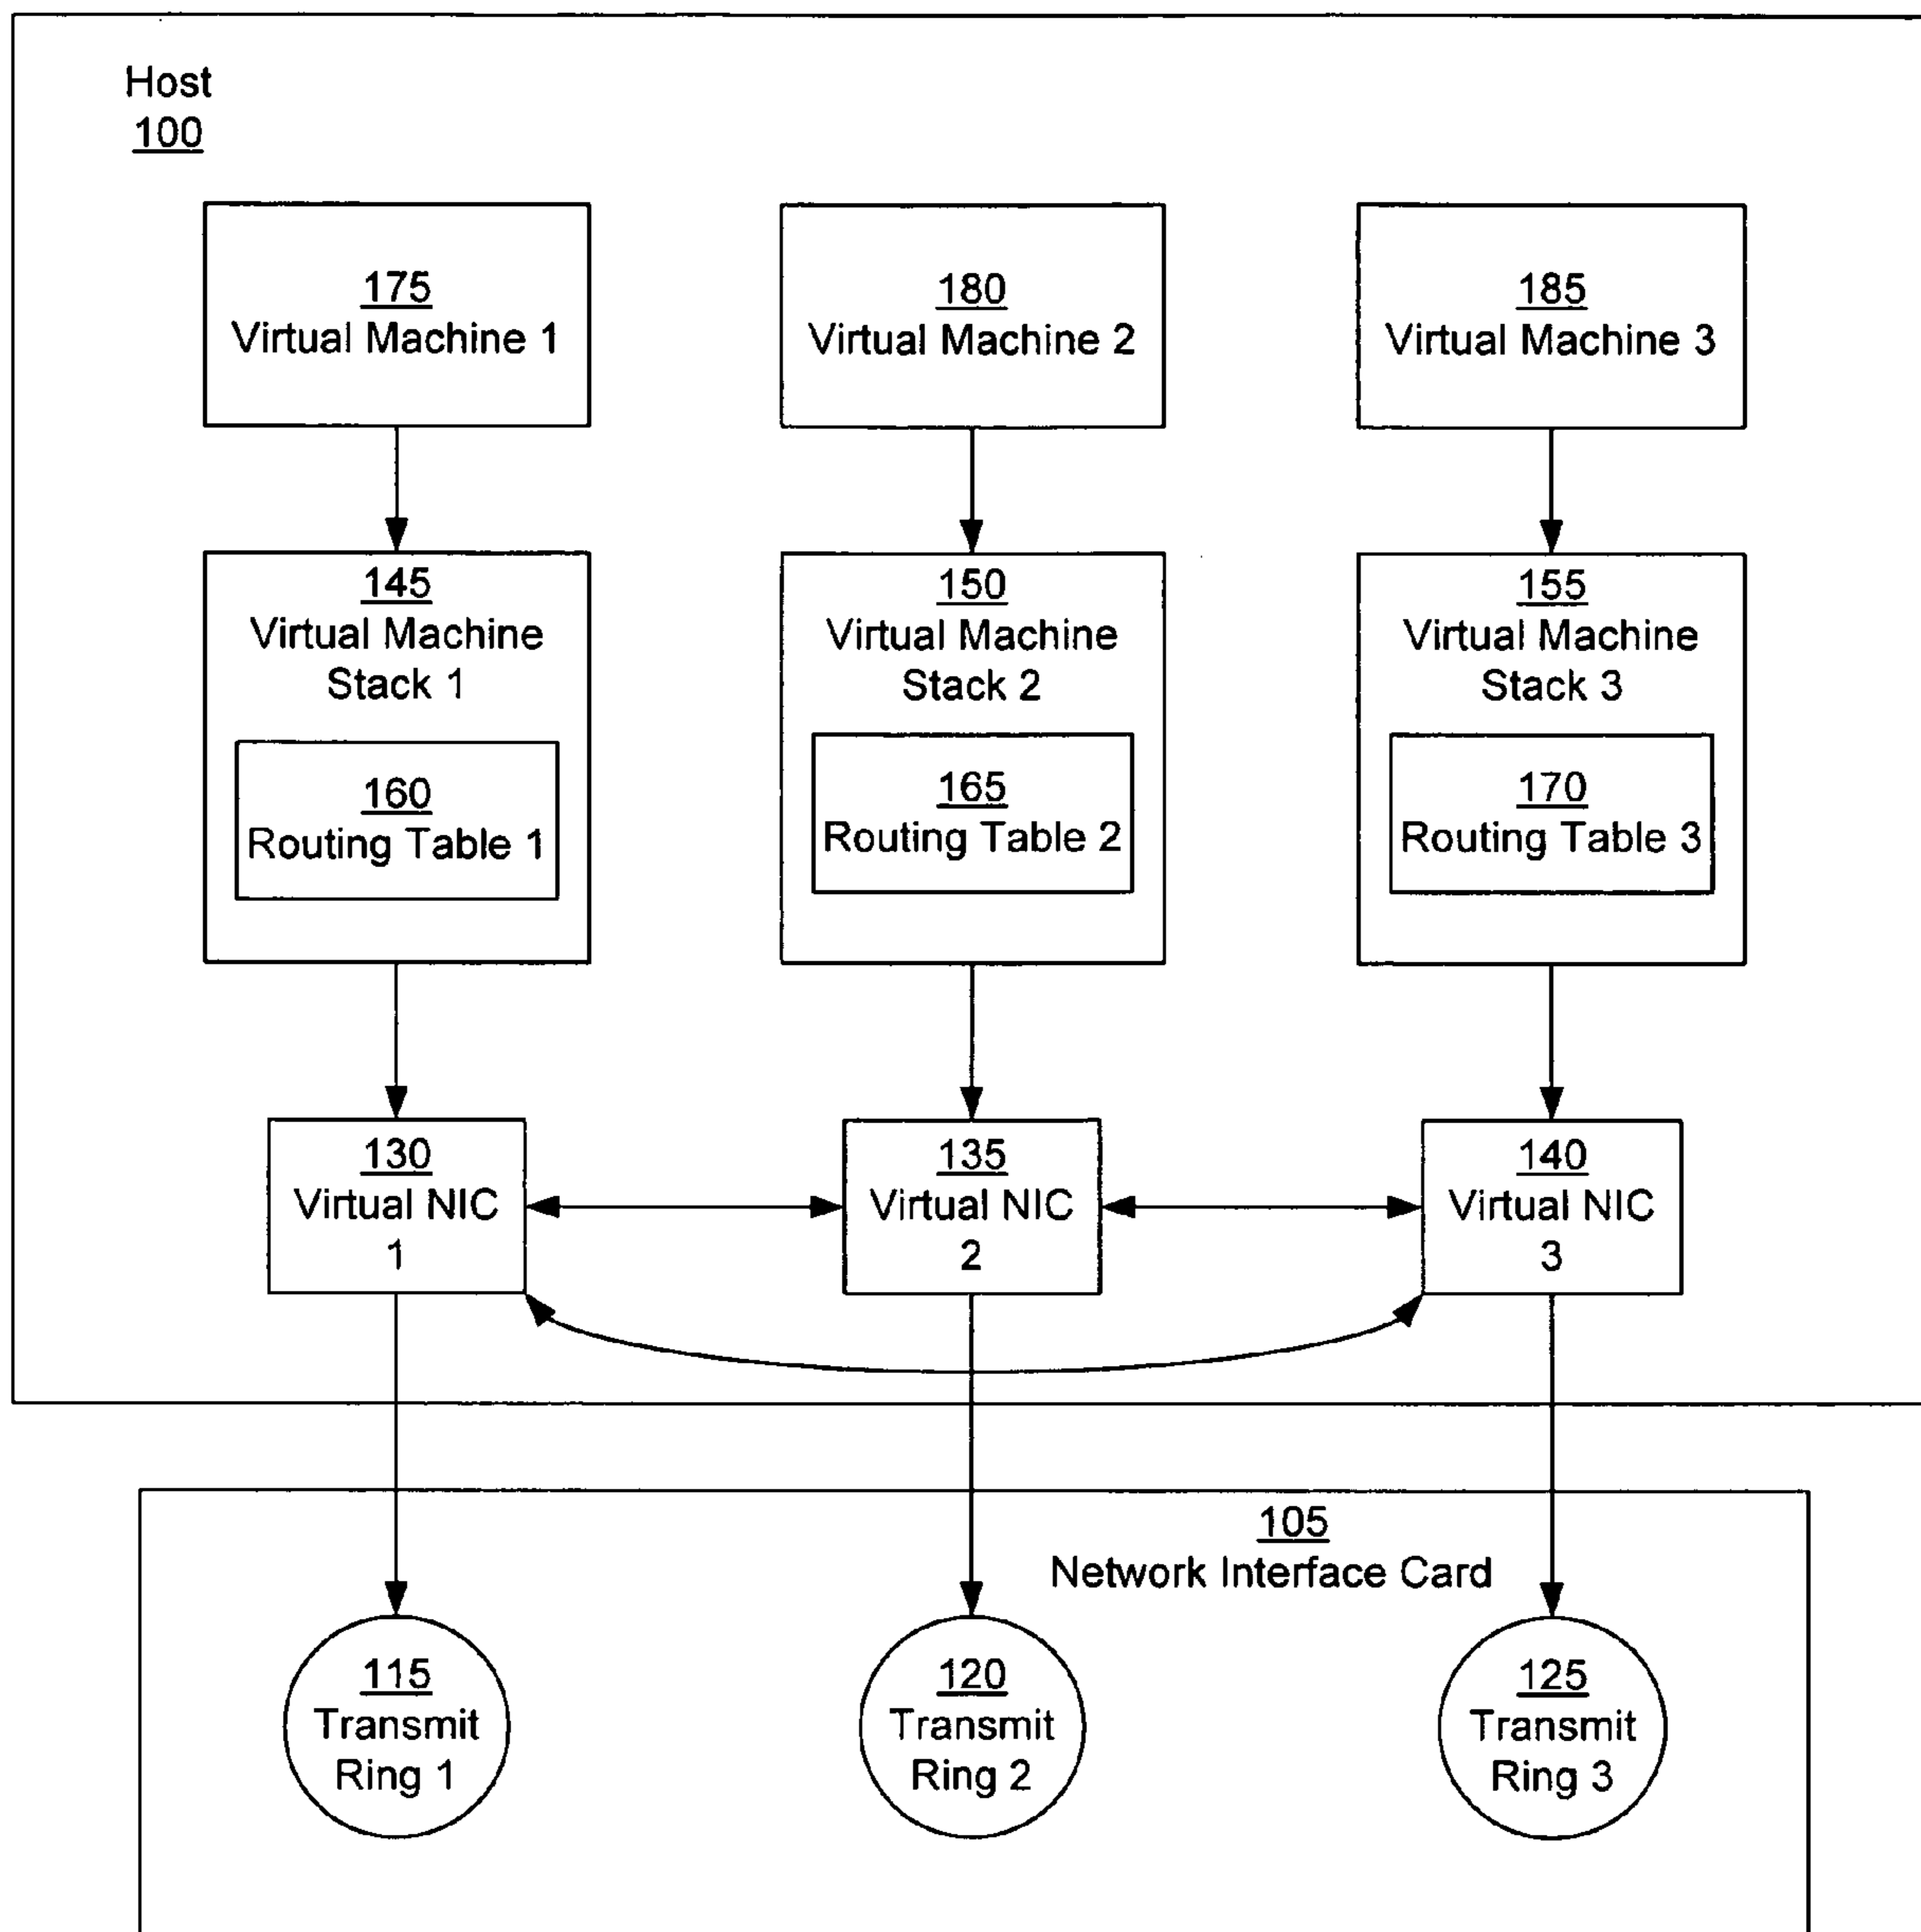 Host
100
175
Virtual Machine 1
180
Virtual Machine 2
185
Virtual Machine 3
145
Virtual Machine
Stack 1
160
Routing Table 1
150
Virtual Machine
Stack 2
165
Routing Table 2
155
Virtual Machine
Stack 3
170
Routing Table 3
130
Virtual NIC
1
135
Virtual NIC
2
140
Virtual NIC
3
105
Network Interface Card
115
Transmit
Ring 1
120
Transmit
Ring 2
125
Transmit
Ring 3